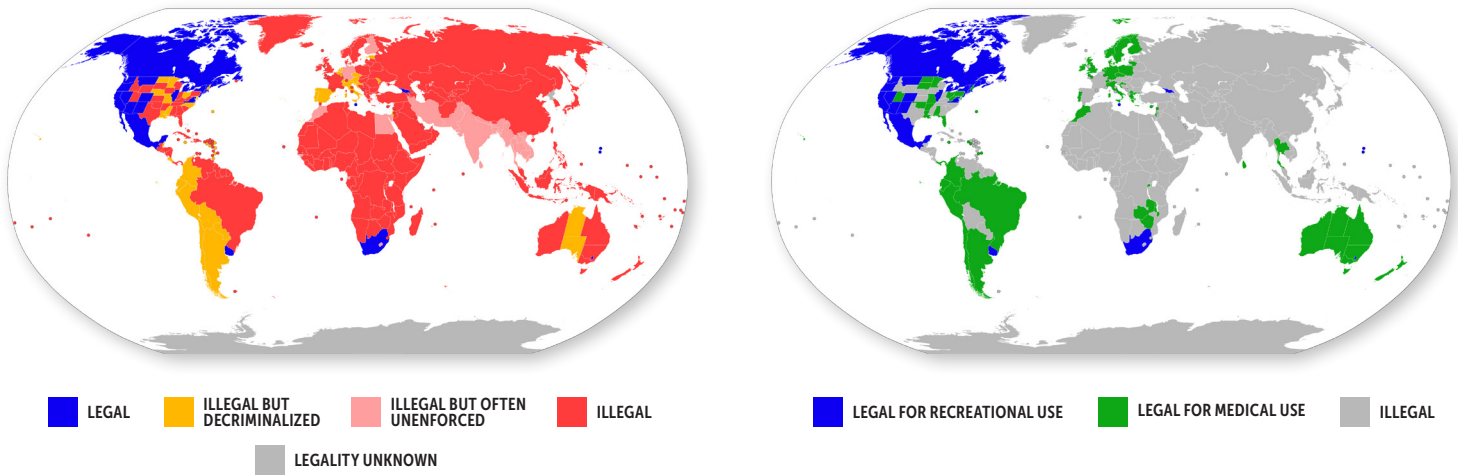 LEGAL
ILLEGAL BUT
DECRIMINALIZED
ILLEGAL BUT OFTEN
UNENFORCED
ILLEGAL
LEGALITY UNKNOWN
LEGAL FOR RECREATIONAL USE
LEGAL FOR MEDICAL USE
ILLEGAL